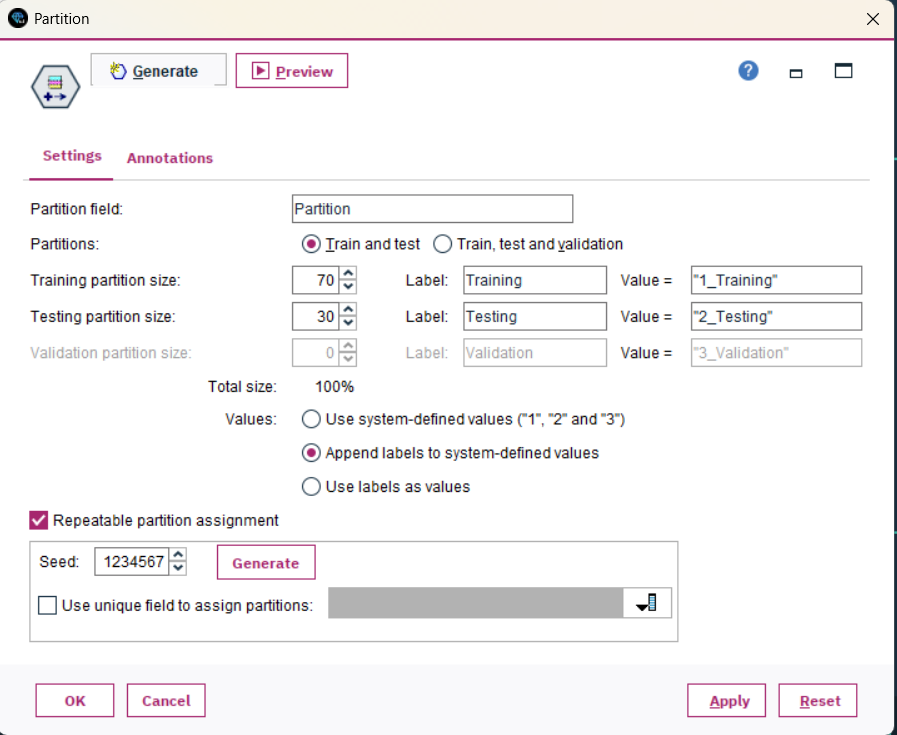 Partition
Generate Preview ?
Settings Annotations
Partition field: Partition
Partitions: Train and test Train, test and validation
Training partition size: 70 Label: Training Value = "1_Training"
Testing partition size: 30 Label: Testing Value = "2_Testing"
Validation partition size: 0 Label: Validation Value = "3_Validation"
Total size: 100%
Values: Use system-defined values ("1", "2" and "3")
Append labels to system-defined values
Use labels as values
Repeatable partition assignment
Seed: 1234567 Generate
Use unique field to assign partitions:
OK Cancel Apply Reset